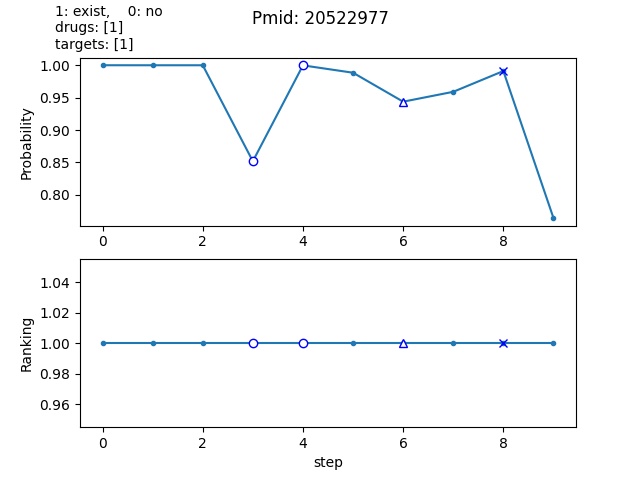 1: exist,    0: no
drugs: [1]
targets: [1]
Pmid: 20522977
1.00
0.95
0.90
0.85
0.80
Probability
0 2 4 6 8
1.04
1.02
1.00
0.98
0.96
Ranking
0 2 4 6 8
step